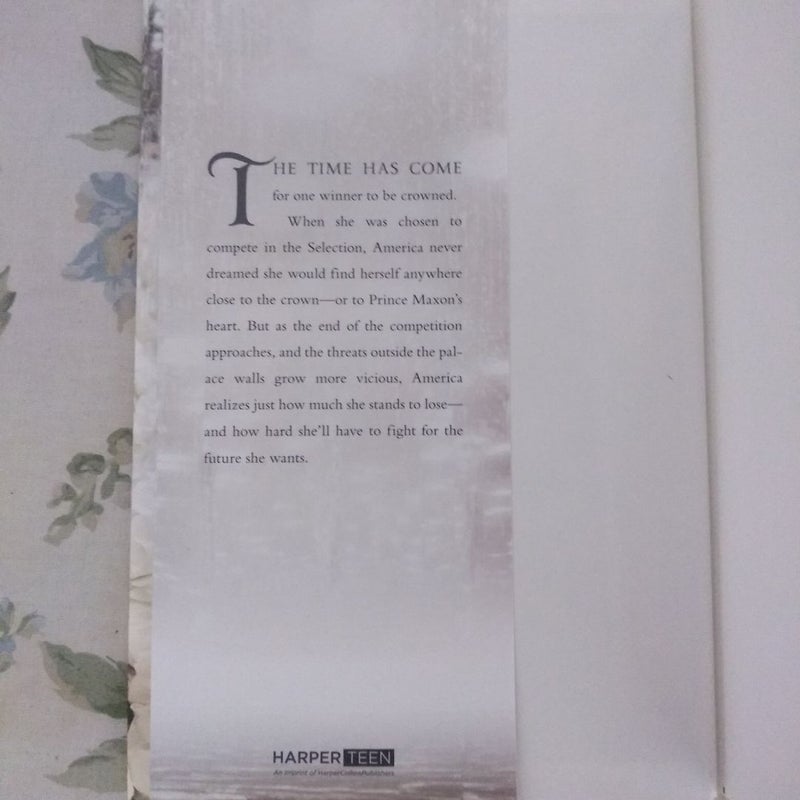 THE TIME HAS COME
for one winner to be crowned.
When she was chosen to
compete in the Selection, America never
dreamed she would find herself anywhere
close to the crown—or to Prince Maxon's
heart. But as the end of the competition
approaches, and the threats outside the pal-
ace walls grow more vicious, America
realizes just how much she stands to lose—
and how hard she'll have to fight for the
future she wants.
HARPER TEEN
An Imprint of HarperCollinsPublishers